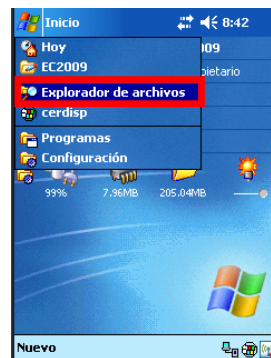 Inicio 8:42
Hoy 009
EC2009 pietario
Explorador de archivos
cerdisp
Programas
Configuración
99% 7.96MB 205.04MB
Nuevo